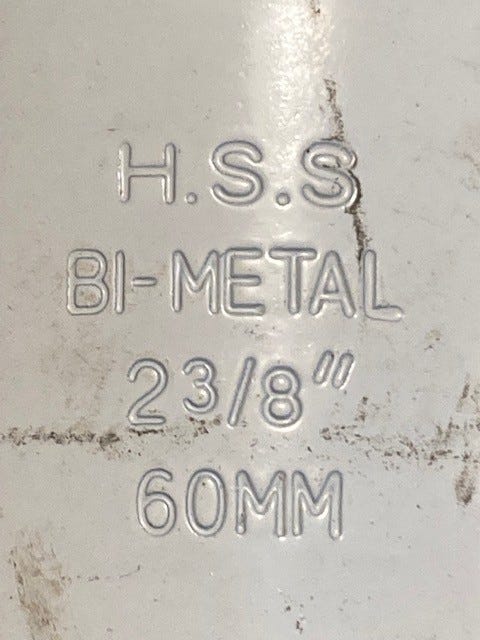 H.S.S
BI-METAL
2 3/8"
60MM